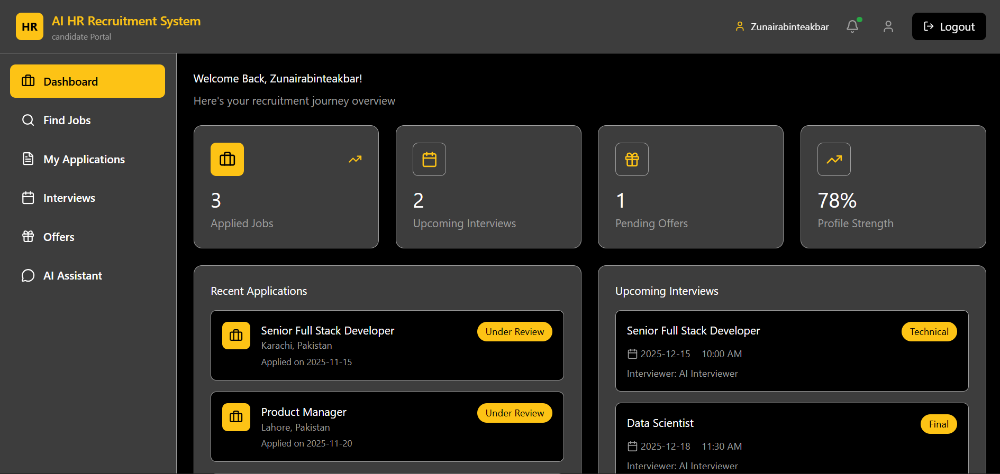 HR
AI HR Recruitment System
candidate Portal
Zunairabinteakbar
Logout
Dashboard
Find Jobs
My Applications
Interviews
Offers
AI Assistant
Welcome Back, Zunairabinteakbar!
Here's your recruitment journey overview
3
Applied Jobs
2
Upcoming Interviews
1
Pending Offers
78%
Profile Strength
Recent Applications
Senior Full Stack Developer
Under Review
Karachi, Pakistan
Applied on 2025-11-15
Product Manager
Under Review
Lahore, Pakistan
Applied on 2025-11-20
Upcoming Interviews
Senior Full Stack Developer
Technical
2025-12-15 10:00 AM
Interviewer: AI Interviewer
Data Scientist
Final
2025-12-18 11:30 AM
Interviewer: AI Interviewer